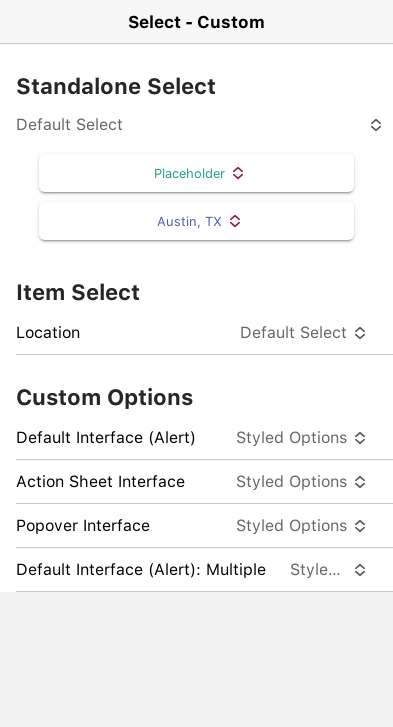 Select - Custom
Standalone Select
Default Select
Placeholder
Austin, TX
Item Select
Location Default Select
Custom Options
Default Interface (Alert) Styled Options
Action Sheet Interface Styled Options
Popover Interface Styled Options
Default Interface (Alert): Multiple Style...